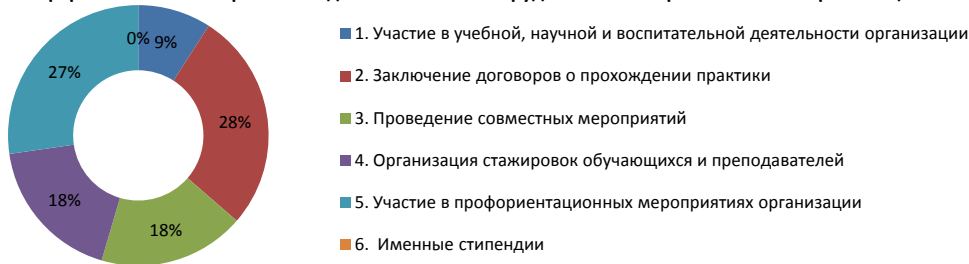 0%
9%
28%
18%
18%
27%
1. Участие в учебной, научной и воспитательной деятельности организации
2. Заключение договоров о прохождении практики
3. Проведение совместных мероприятий
4. Организация стажировок обучающихся и преподавателей
5. Участие в профориентационных мероприятиях организации
6. Именные стипендии